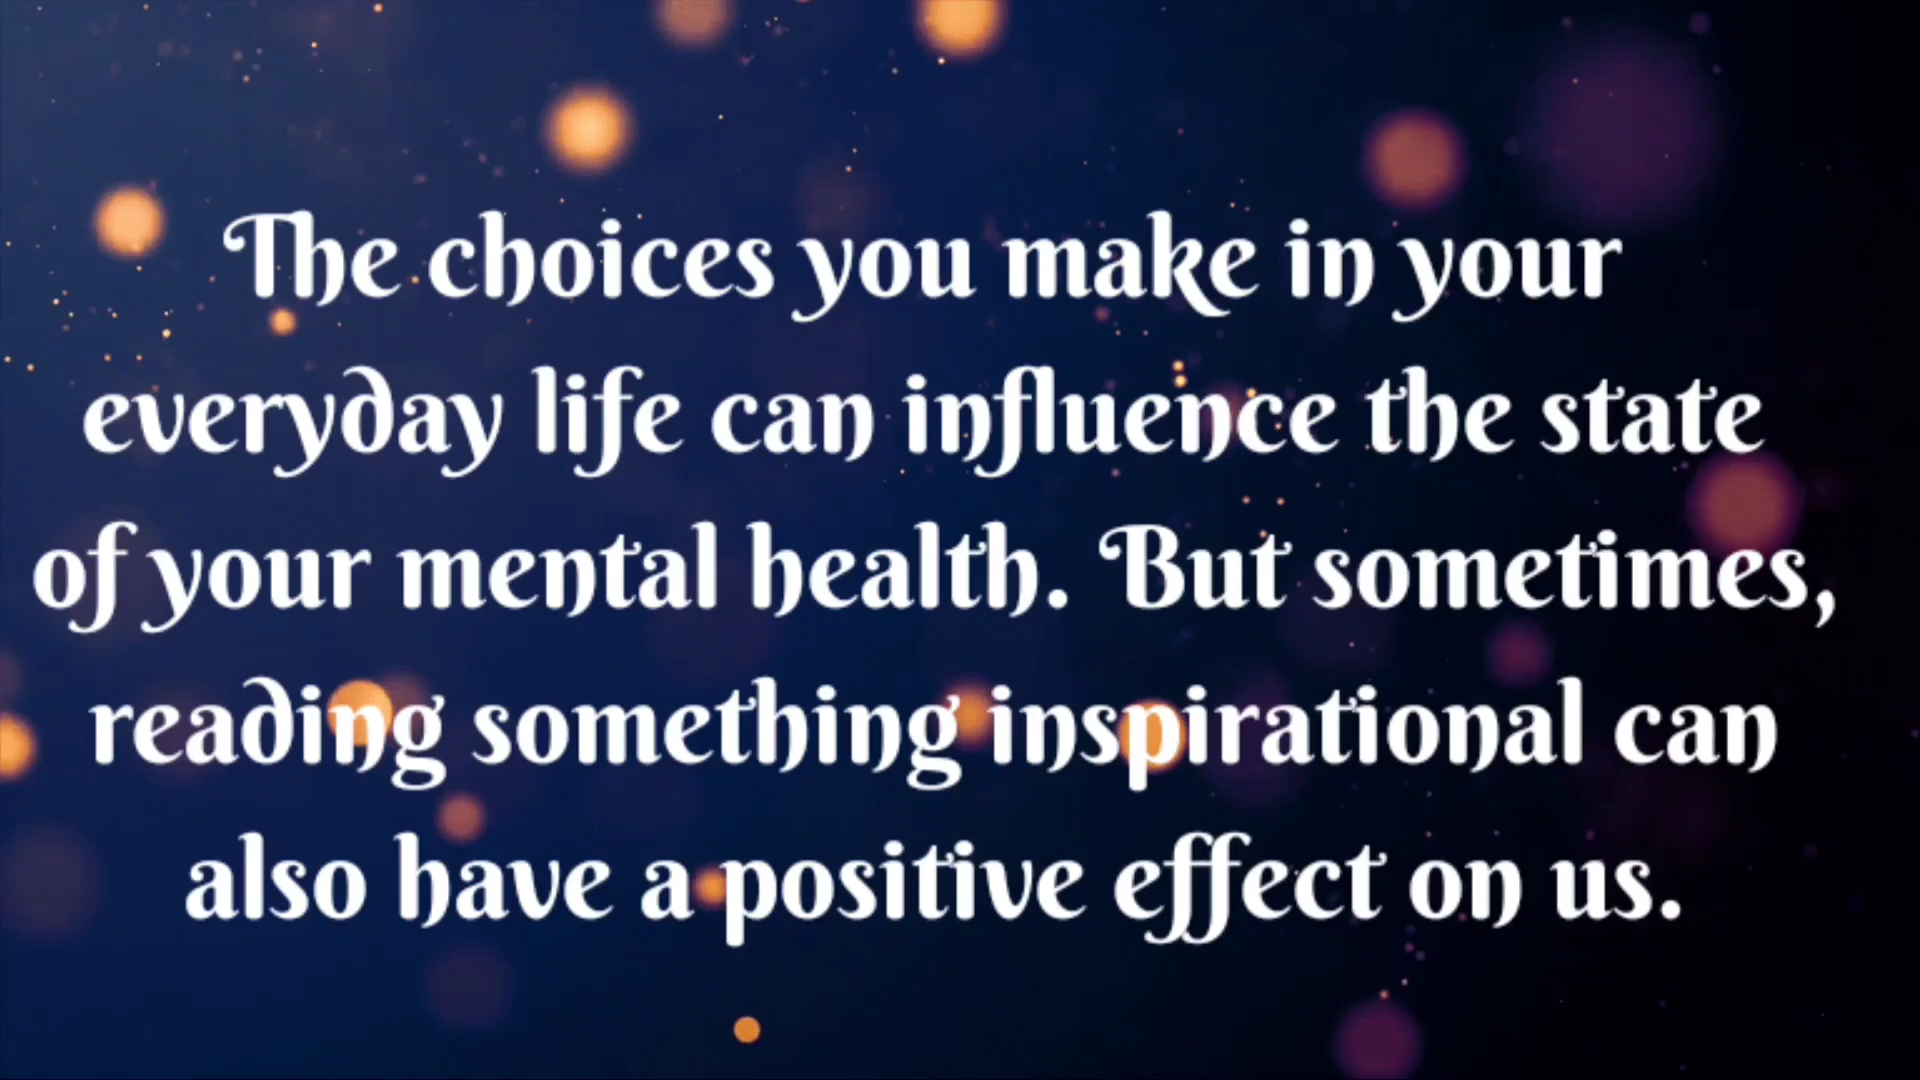 The choices you make in your
everyday life can influence the state
of your mental health. But sometimes,
reading something inspirational can
also have a positive effect on us.